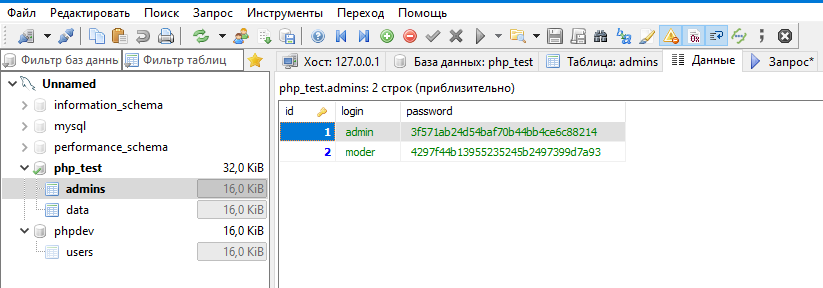 Файл Редактировать Поиск Запрос Инструменты Переход Помощь
Фильтр баз даннь Фильтр таблиц
Хост: 127.0.0.1 База данных: php_test Таблица: admins Данные Запрос*
Unnamed
information_schema
mysql
performance_schema
php_test 32,0 KiB
admins 16,0 KiB
data 16,0 KiB
phpdev 16,0 KiB
users 16,0 KiB
php_test.admins: 2 строк (приблизительно)
id login password
1 admin 3f571ab24d54baf70b44bb4ce6c88214
2 moder 4297f44b13955235245b2497399d7a93